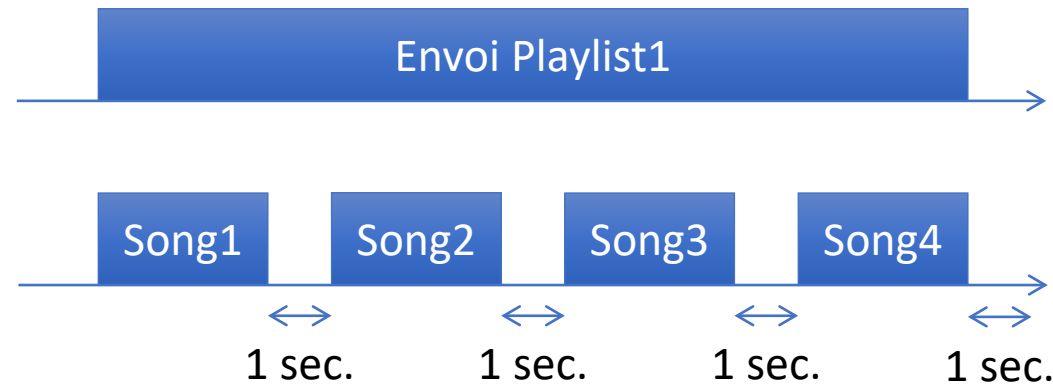 Envoi Playlist1
Song1 Song2 Song3 Song4
1 sec. 1 sec. 1 sec. 1 sec.